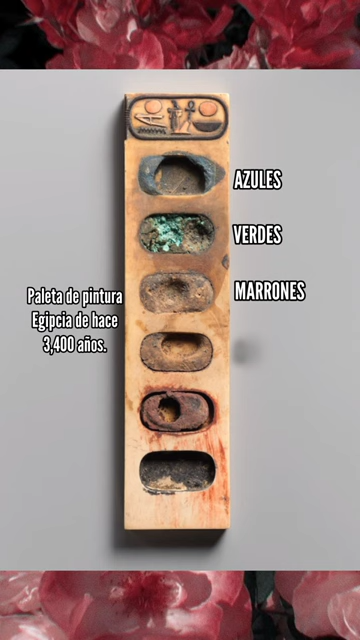 AZULES
VERDES
MARRONES
Paleta de pintura
Egipcia de hace
3,400 años.